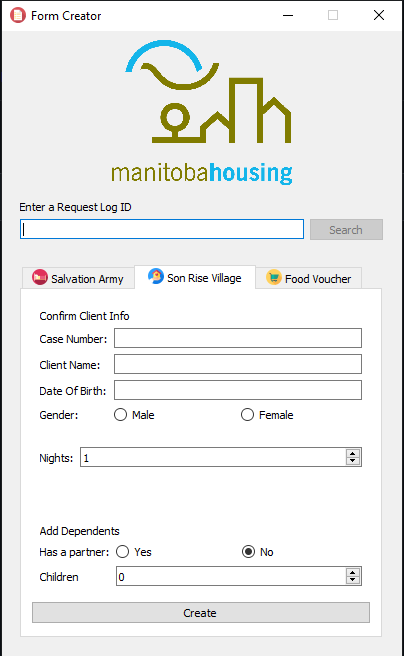 Form Creator
manitobahousing
Enter a Request Log ID
Search
Salvation Army Son Rise Village Food Voucher
Confirm Client Info
Case Number:
Client Name:
Date Of Birth:
Gender: Male Female
Nights: 1
Add Dependents
Has a partner: Yes No
Children 0
Create